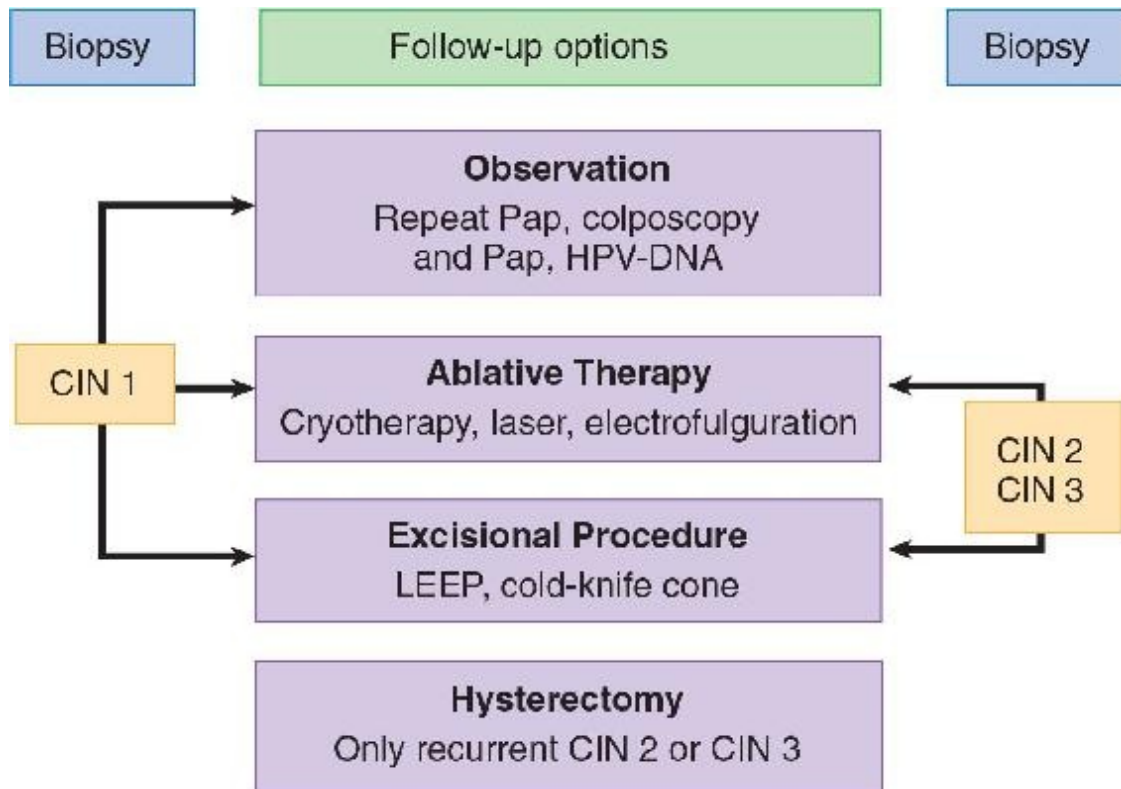 Biopsy
Follow-up options
Biopsy
Observation
Repeat Pap, colposcopy
and Pap, HPV-DNA
CIN 1
Ablative Therapy
Cryotherapy, laser, electrofulguration
CIN 2
CIN 3
Excisional Procedure
LEEP, cold-knife cone
Hysterectomy
Only recurrent CIN 2 or CIN 3